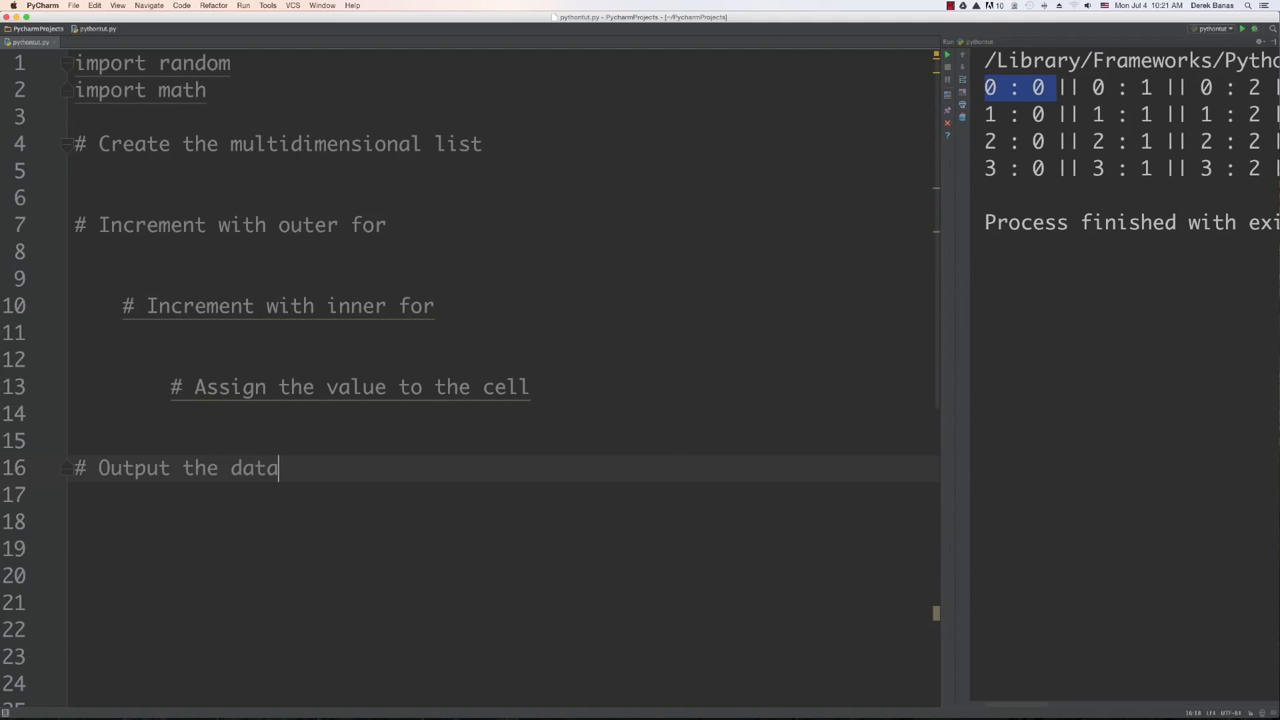 PyCharm File Edit View Navigate Code Refactor Run Tools VCS Window Help 10 Mon Jul 4 10:21 AM Derek Banas
pythontut.py - PycharmProjects - [~/PycharmProjects]
PycharmProjects pythontut.py pythontut
pythontut.py Run pythontut
1 import random
2 import math
3
4 # Create the multidimensional list
5
6
7 # Increment with outer for
8
9
10 # Increment with inner for
11
12
13 # Assign the value to the cell
14
15
16 # Output the data
17
18
19
20
21
22
23
24
/Library/Frameworks/Pytho
0 : 0 || 0 : 1 || 0 : 2 |
1 : 0 || 1 : 1 || 1 : 2 |
2 : 0 || 2 : 1 || 2 : 2 |
3 : 0 || 3 : 1 || 3 : 2 |
Process finished with exi
16:18 LF÷ UTF-8÷